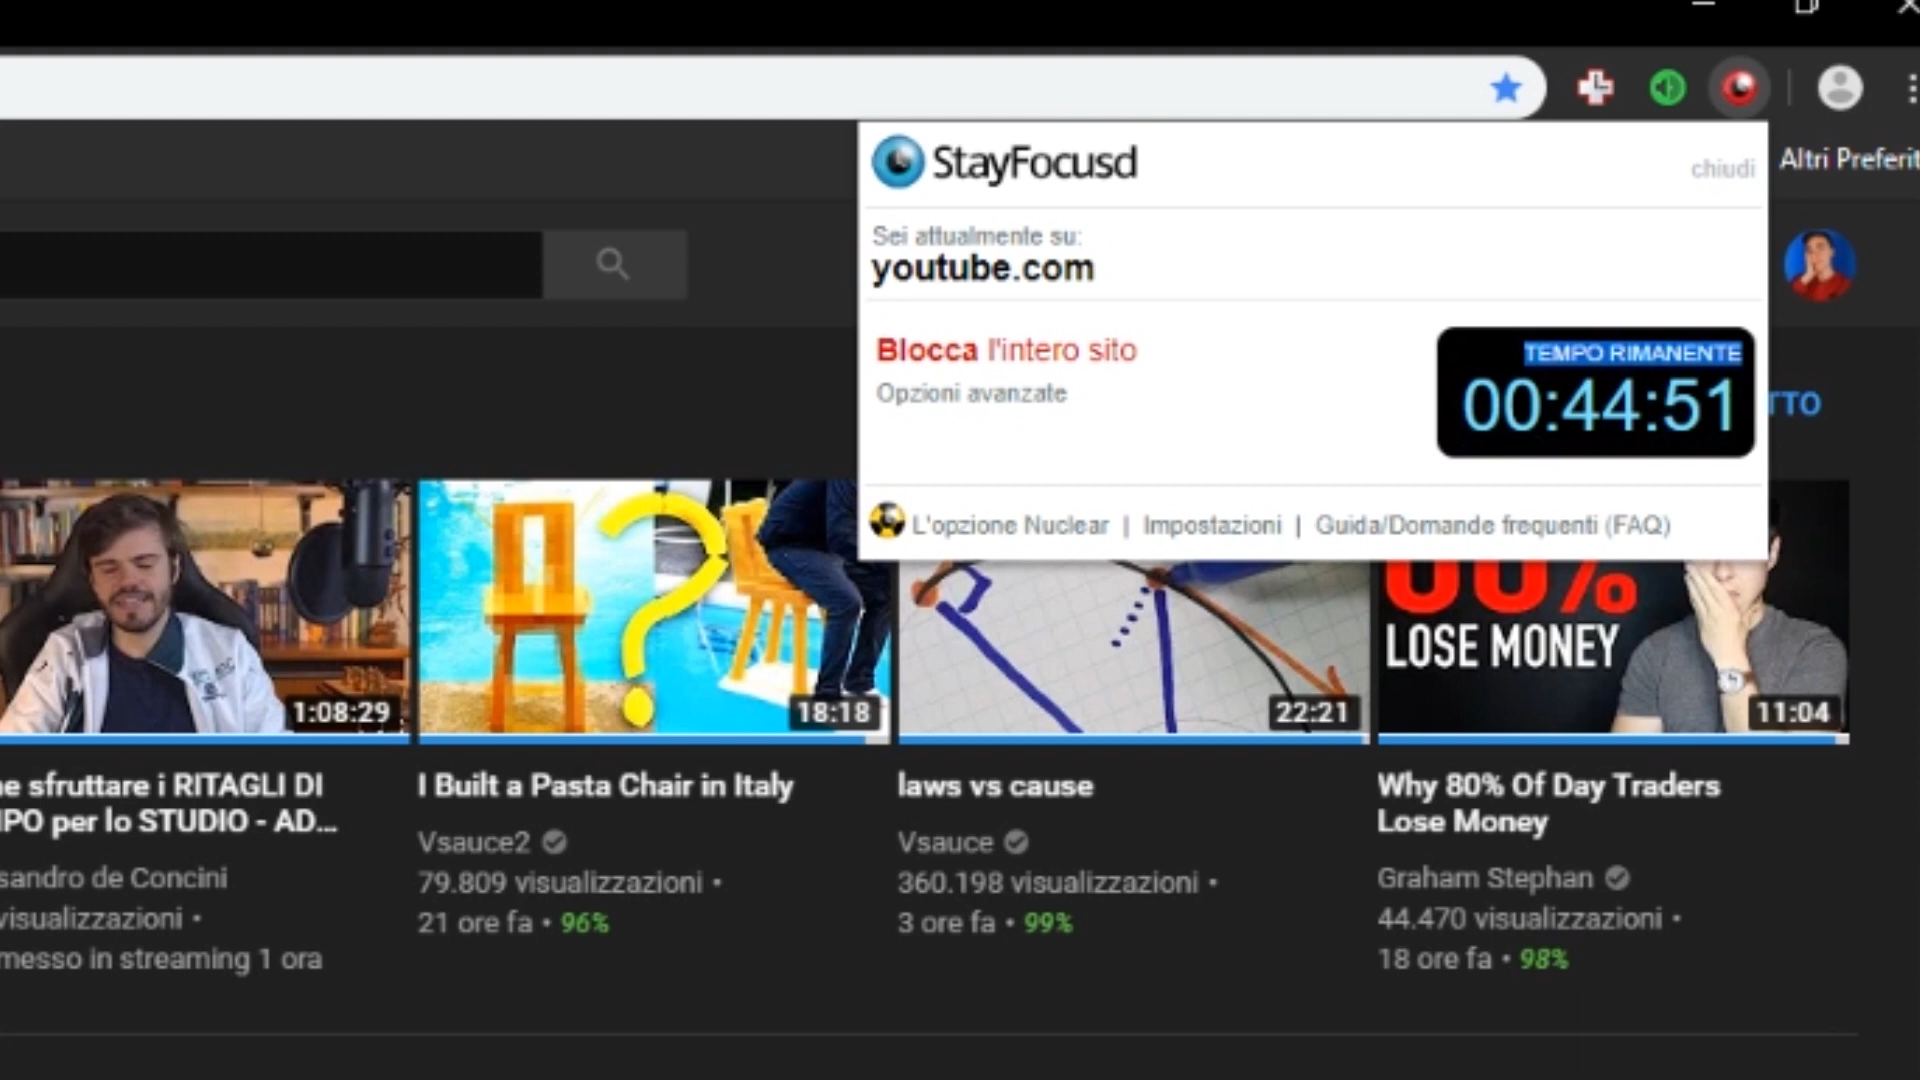 Altri Preferit
StayFocusd
chiudi
Sei attualmente su:
youtube.com
Blocca l'intero sito
Opzioni avanzate
TEMPO RIMANENTE
00:44:51
TTO
L'opzione Nuclear | Impostazioni | Guida/Domande frequenti (FAQ)
LOSE MONEY
1:08:29
18:18
22:21
11:04
e sfruttare i RITAGLI DI
PO per lo STUDIO - AD...
sandro de Concini
visualizzazioni •
messo in streaming 1 ora
I Built a Pasta Chair in Italy
Vsauce2
79.809 visualizzazioni •
21 ore fa • 96%
laws vs cause
Vsauce
360.198 visualizzazioni •
3 ore fa • 99%
Why 80% Of Day Traders
Lose Money
Graham Stephan
44.470 visualizzazioni •
18 ore fa • 98%